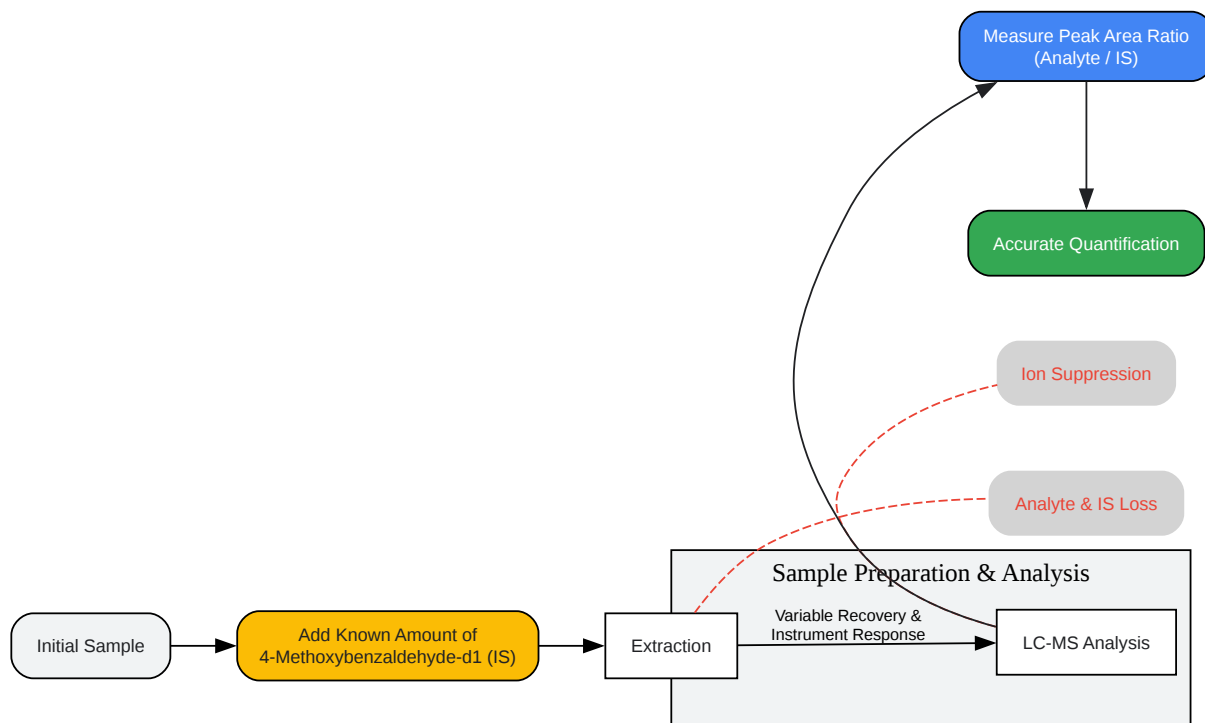 Measure Peak Area Ratio
(Analyte / IS)
Accurate Quantification
Ion Suppression
Analyte & IS Loss
Sample Preparation & Analysis
Initial Sample
Add Known Amount of
4-Methoxybenzaldehyde-d1 (IS)
Extraction
Variable Recovery &
Instrument Response
LC-MS Analysis